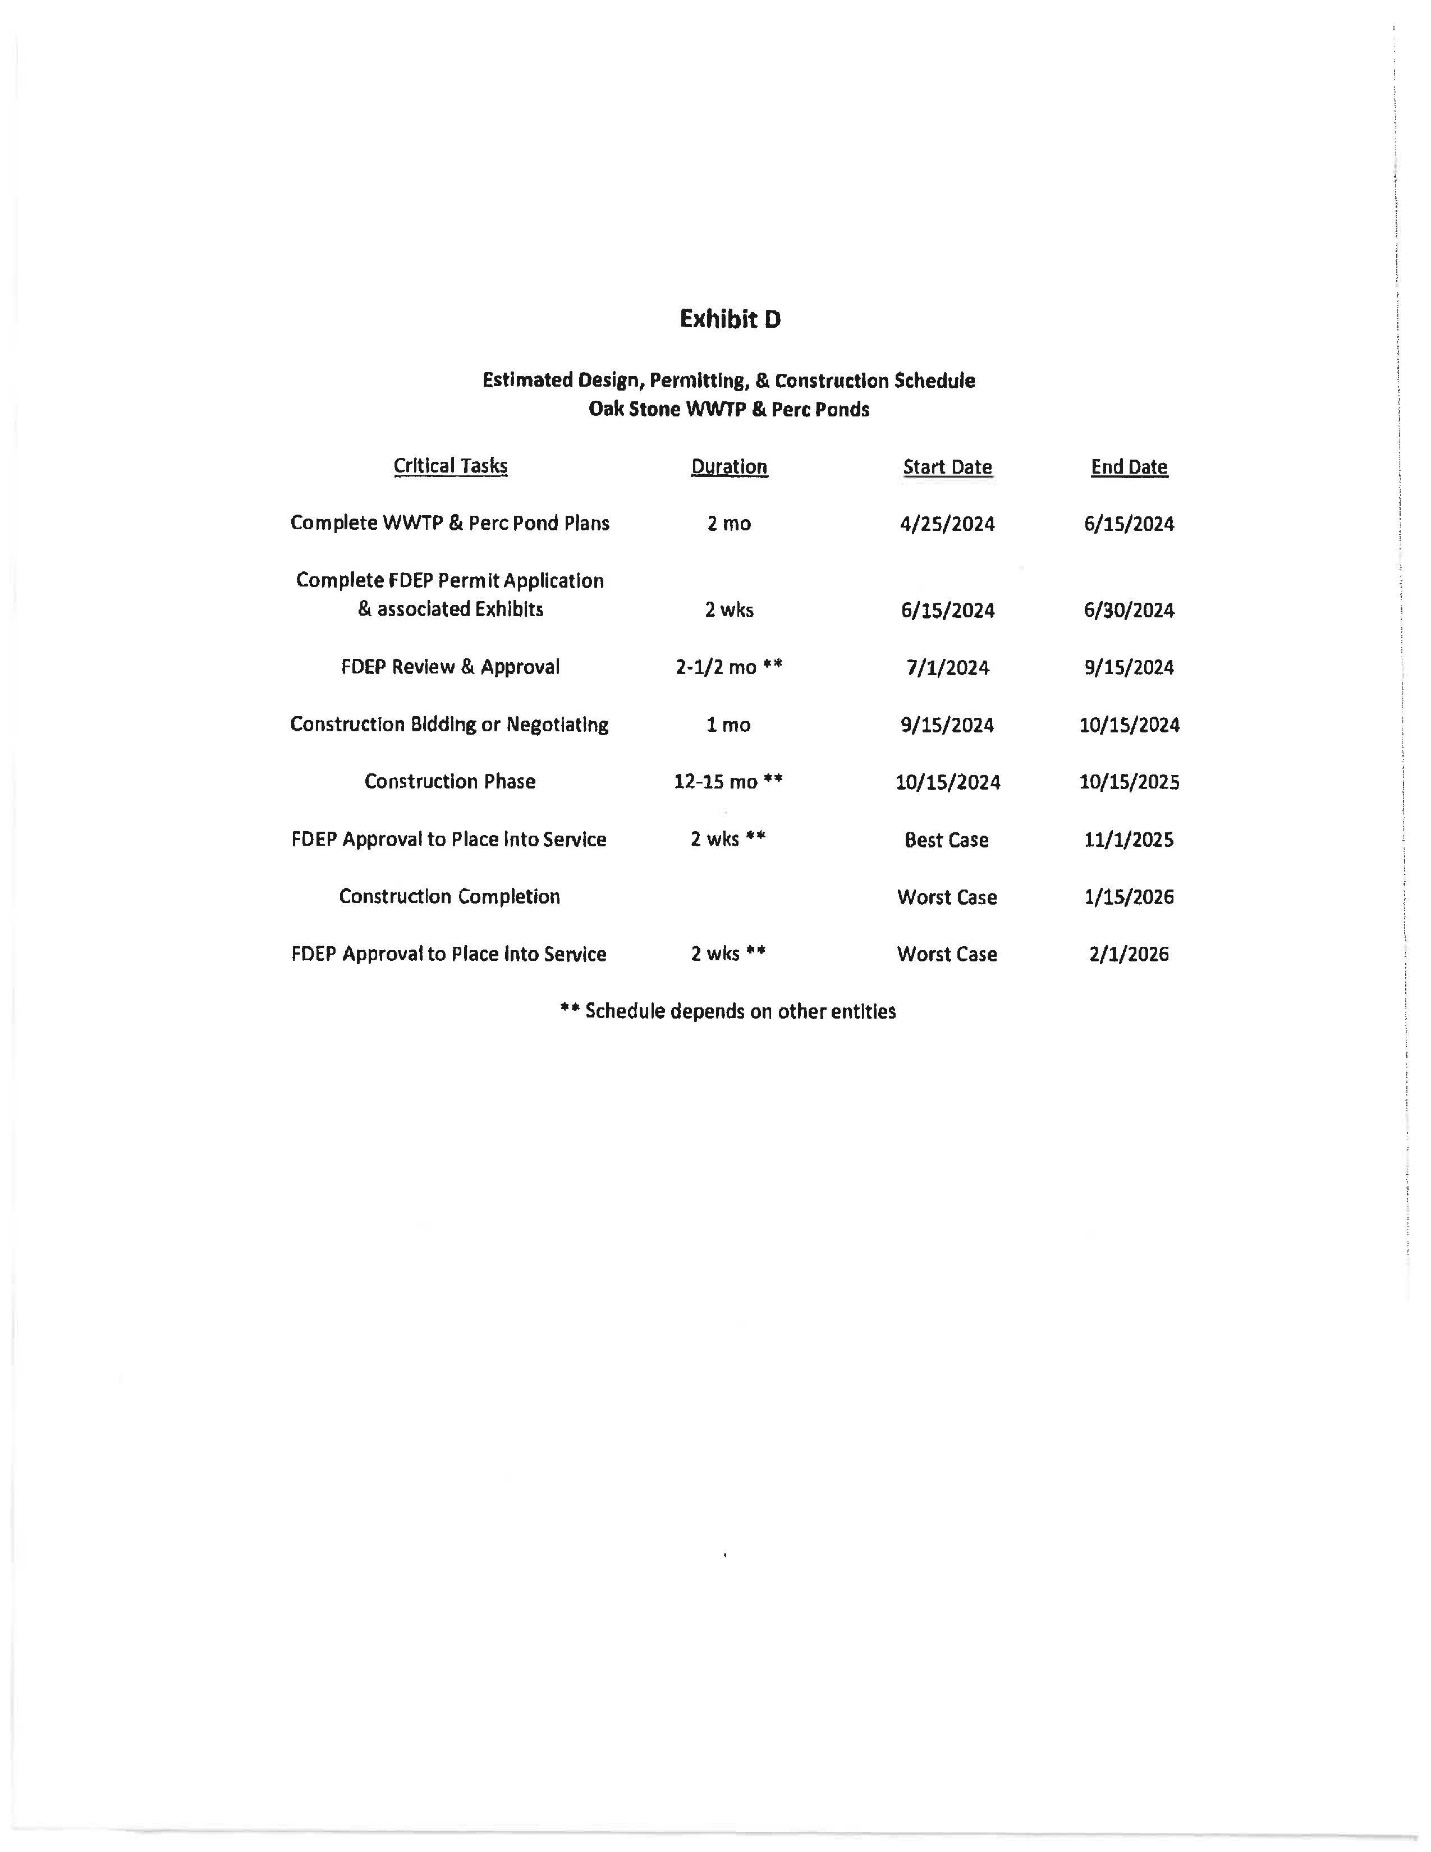 Exhibit D
Estimated Design, Permitting, & Construction Schedule
Oak Stone WWTP & Perc Ponds
Critical Tasks Duration Start Date End Date
Complete WWTP & Perc Pond Plans 2 mo 4/25/2024 6/15/2024
Complete FDEP Permit Application
& associated Exhibits 2 wks 6/15/2024 6/30/2024
FDEP Review & Approval 2-1/2 mo ** 7/1/2024 9/15/2024
Construction Bidding or Negotiating 1 mo 9/15/2024 10/15/2024
Construction Phase 12-15 mo ** 10/15/2024 10/15/2025
FDEP Approval to Place Into Service 2 wks ** Best Case 11/1/2025
Construction Completion Worst Case 1/15/2026
FDEP Approval to Place Into Service 2 wks ** Worst Case 2/1/2026
** Schedule depends on other entities